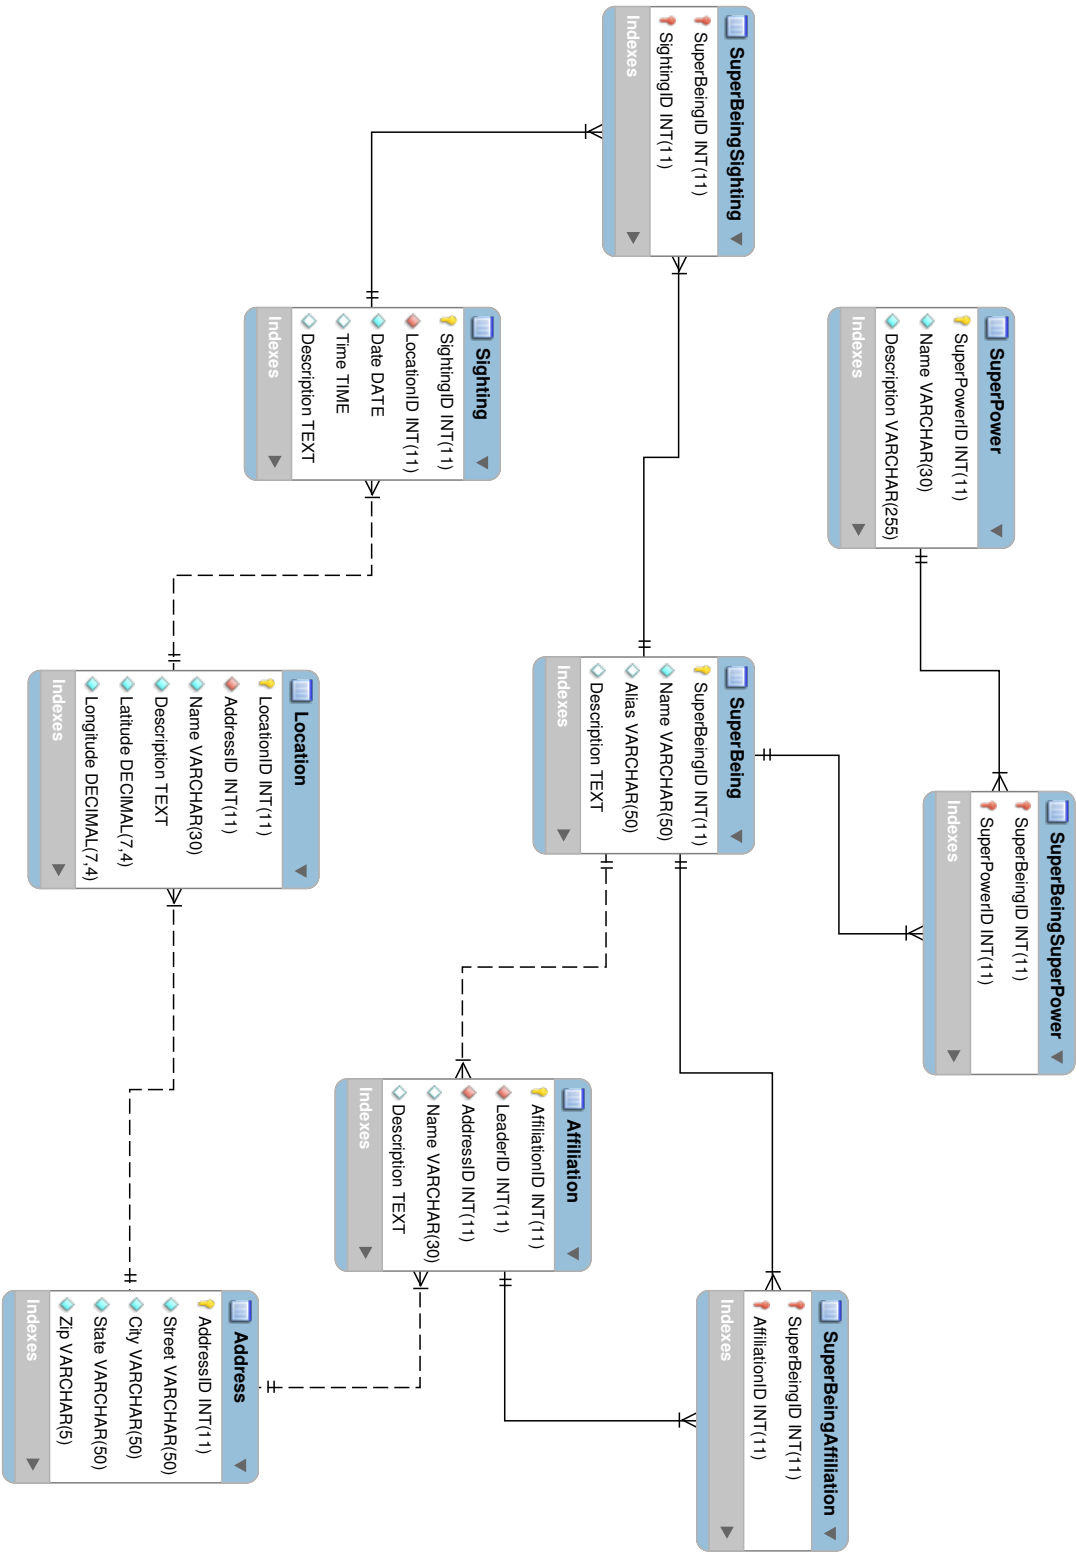 SuperPower
SuperPowerID INT(11)
Name VARCHAR(30)
Description VARCHAR(255)
Indexes
SuperBeingSuperPower
SuperBeingID INT(11)
SuperPowerID INT(11)
Indexes
SuperBeingSighting
SuperBeingID INT(11)
SightingID INT(11)
Indexes
SuperBeing
SuperBeingID INT(11)
Name VARCHAR(50)
Alias VARCHAR(50)
Description TEXT
Indexes
SuperBeingAffiliation
SuperBeingID INT(11)
AffiliationID INT(11)
Indexes
Sighting
SightingID INT(11)
LocationID INT(11)
Date DATE
Time TIME
Description TEXT
Indexes
Affiliation
AffiliationID INT(11)
LeaderID INT(11)
AddressID INT(11)
Name VARCHAR(30)
Description TEXT
Indexes
Location
LocationID INT(11)
AddressID INT(11)
Name VARCHAR(30)
Description TEXT
Latitude DECIMAL(7,4)
Longitude DECIMAL(7,4)
Indexes
Address
AddressID INT(11)
Street VARCHAR(50)
City VARCHAR(50)
State VARCHAR(50)
Zip VARCHAR(5)
Indexes